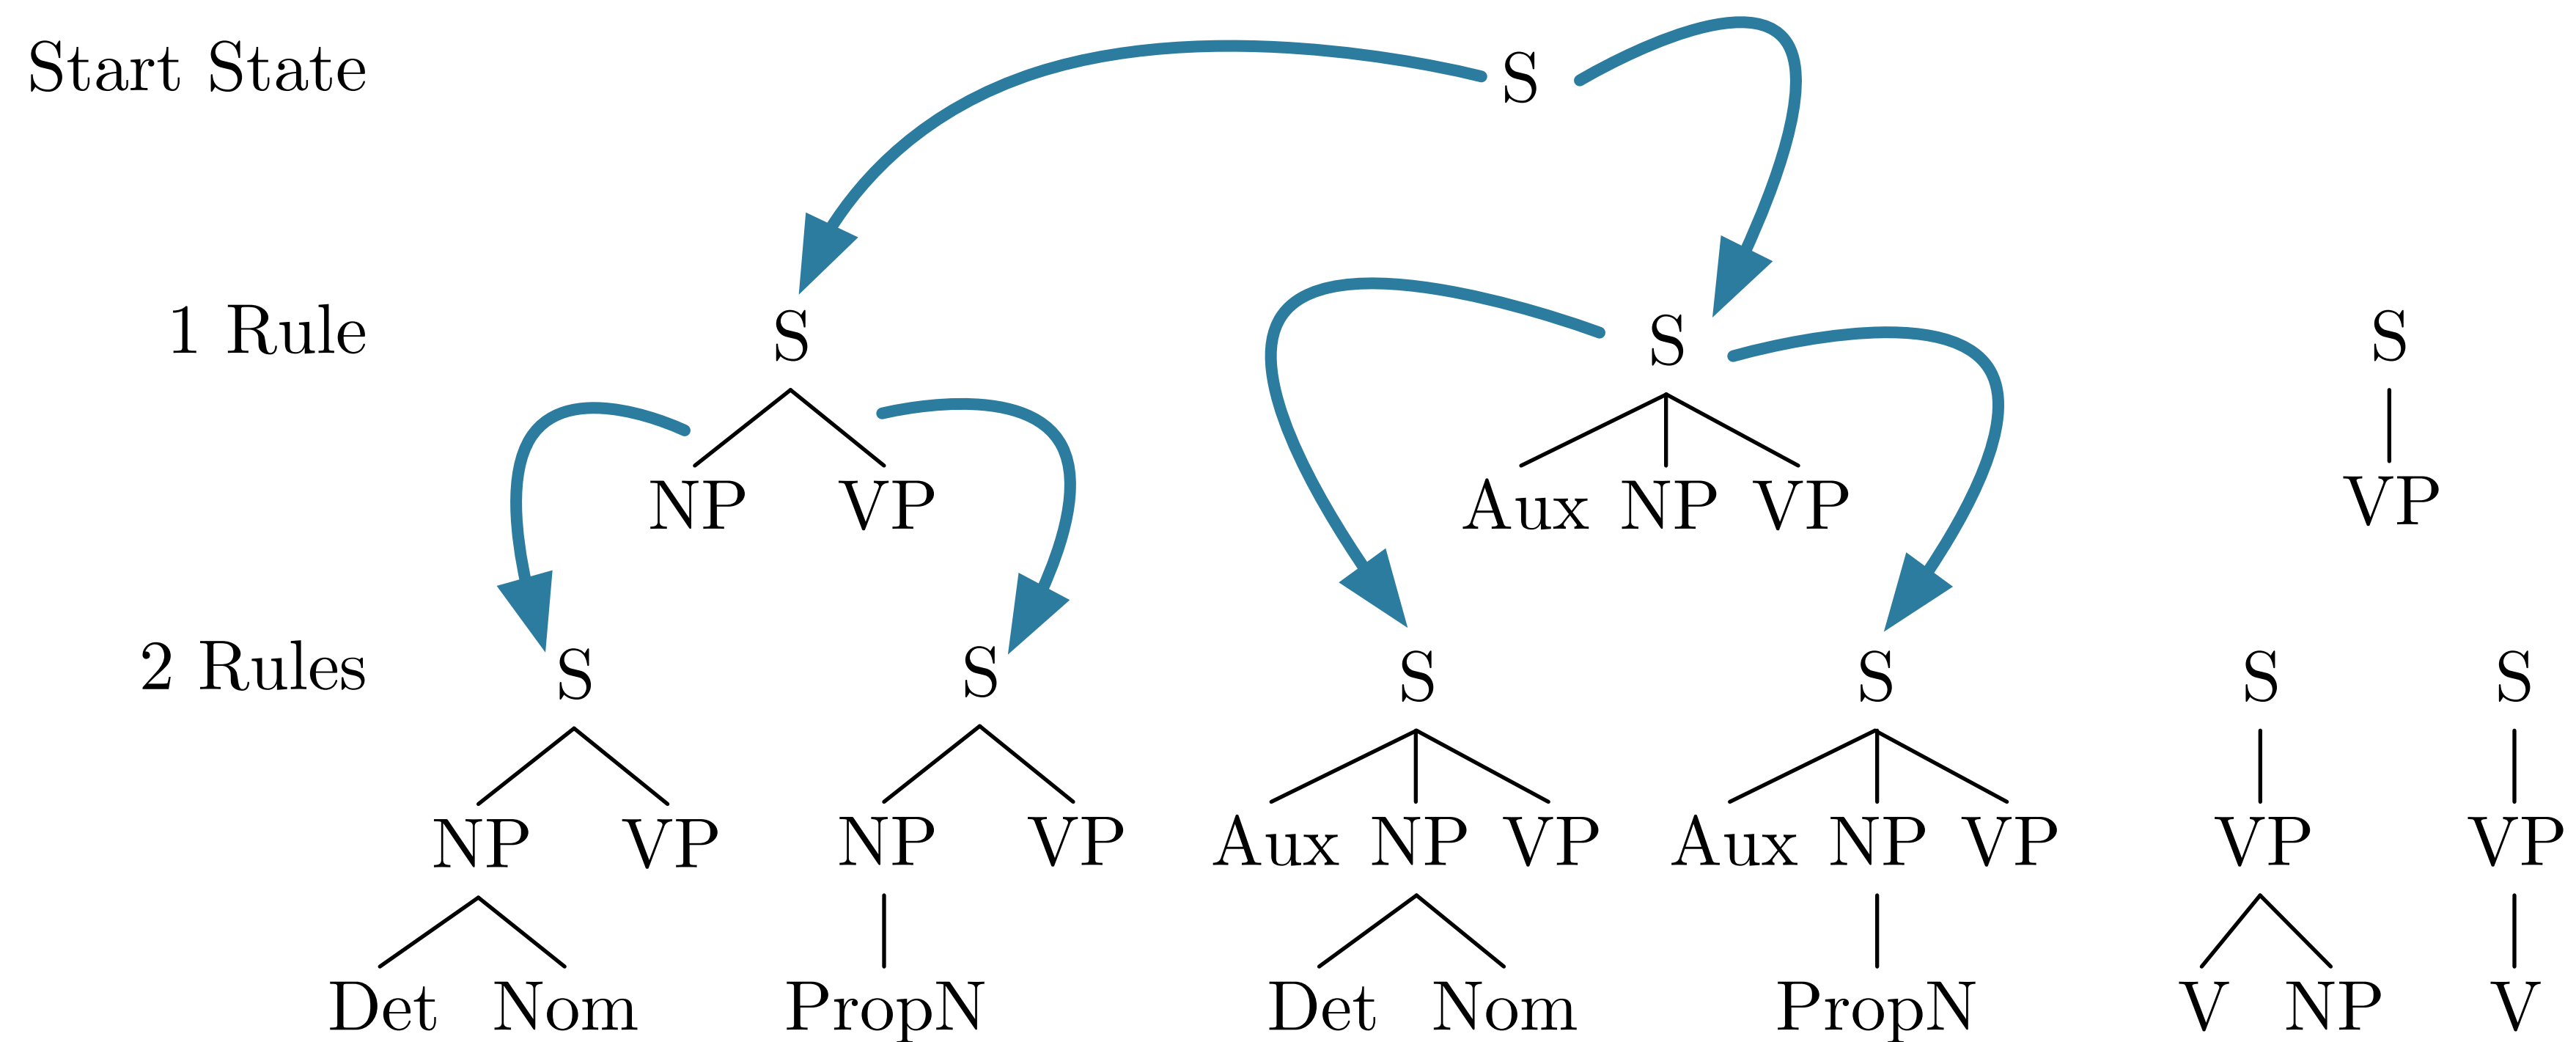 Start State S
1 Rule S S S
NP VP Aux NP VP VP
2 Rules S S S S S S
NP VP NP VP Aux NP VP Aux NP VP VP VP
Det Nom PropN Det Nom PropN V NP V